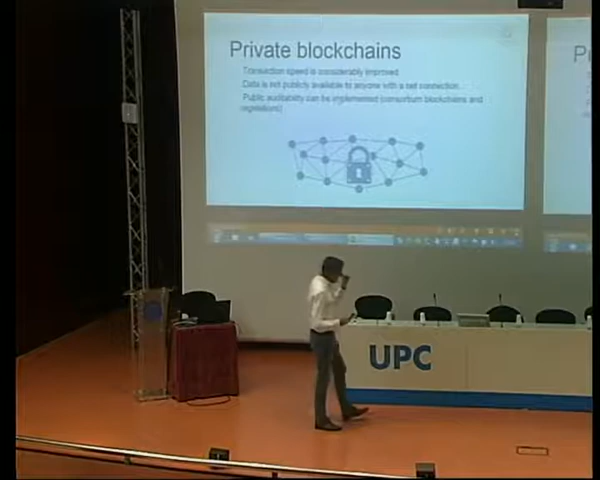 Private blockchains
Transaction speed is considerably improved.
Data is not publicly available to anyone with a net connection.
Public auditability can be implemented (consortium blockchains and
regulations)
P
UPC